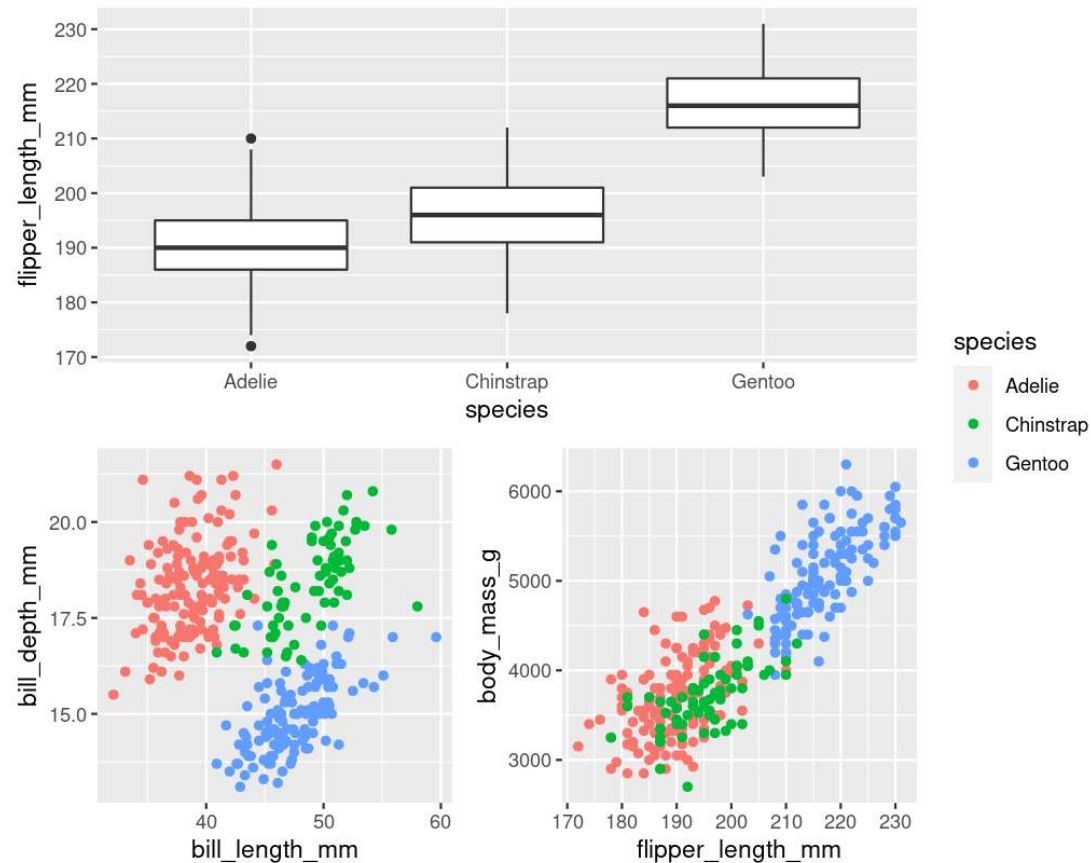 flipper_length_mm
230
220
210
200
190
180
170
Adelie
Chinstrap
Gentoo
species
species
Adelie
Chinstrap
Gentoo
bill_depth_mm
20.0
17.5
15.0
40
50
60
bill_length_mm
body_mass_g
6000
5000
4000
3000
170
180
190
200
210
220
230
flipper_length_mm